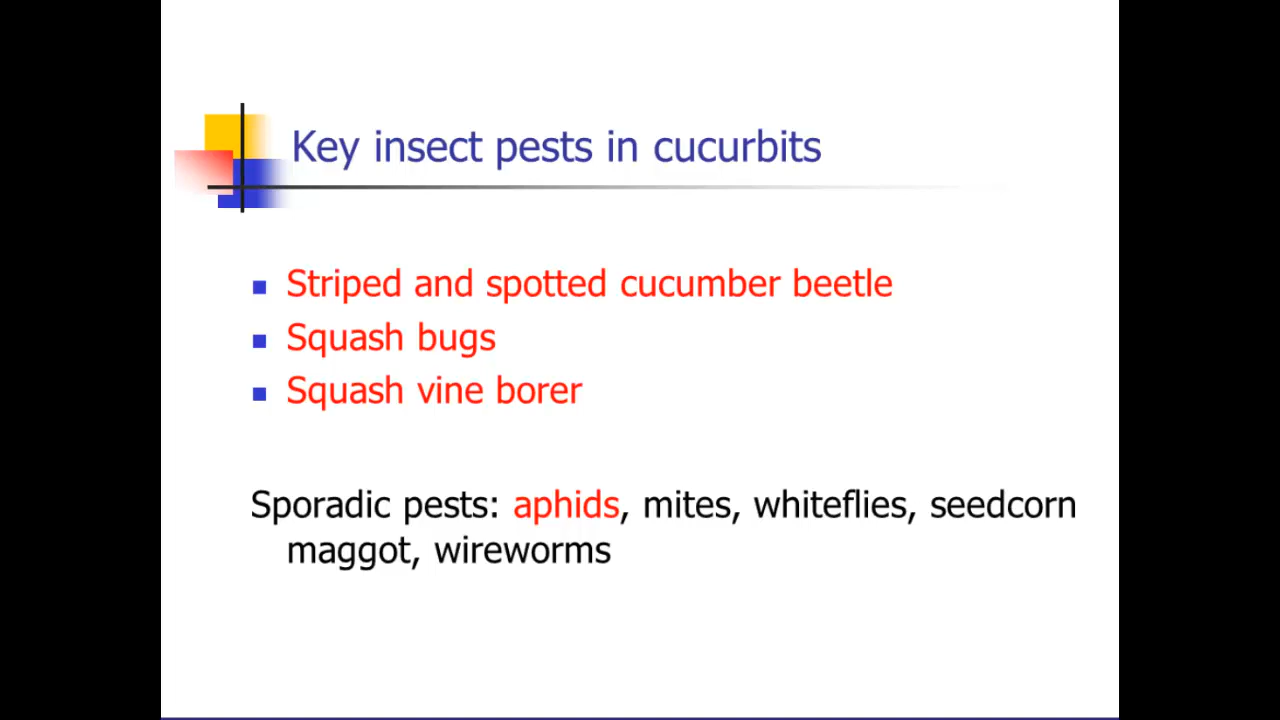 Key insect pests in cucurbits
Striped and spotted cucumber beetle
Squash bugs
Squash vine borer
Sporadic pests: aphids, mites, whiteflies, seedcorn
maggot, wireworms